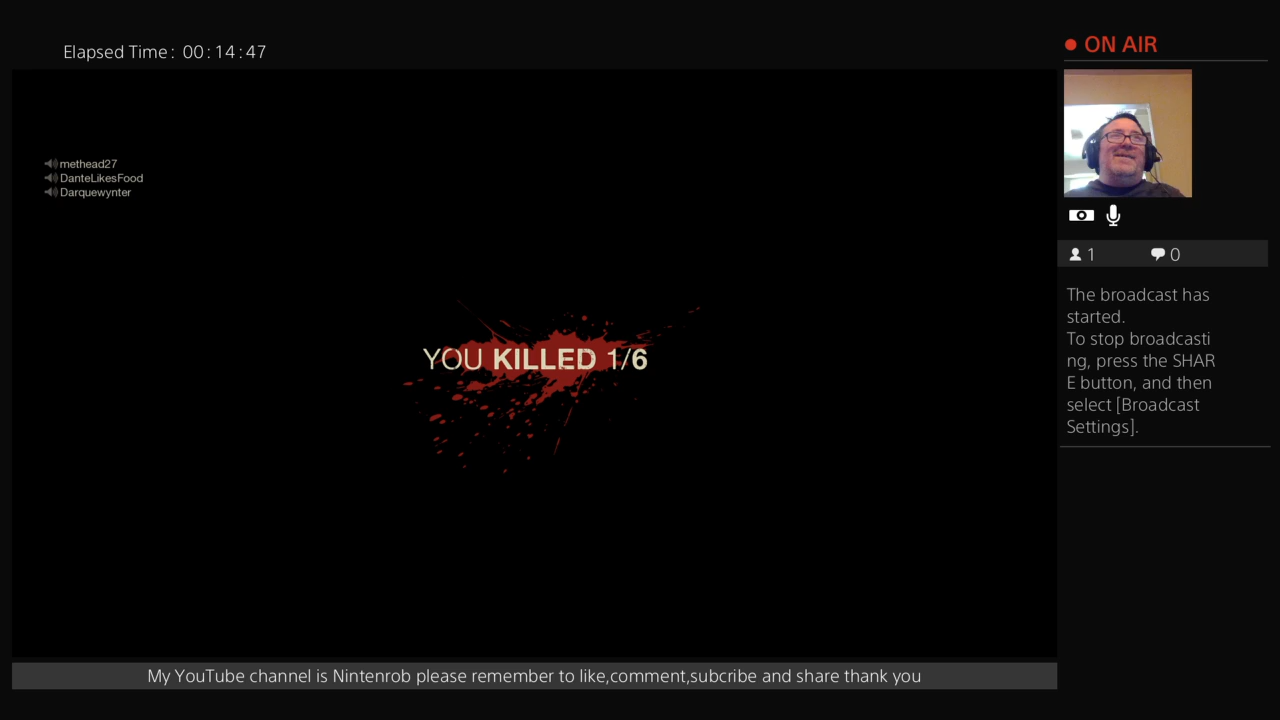 Elapsed Time: 00:14:47
ON AIR
methead27
DanteLikesFood
Darquewynter
1
0
The broadcast has
started.
To stop broadcasti
ng, press the SHAR
E button, and then
select [Broadcast
Settings].
YOU KILLED 1/6
My YouTube channel is Nintenrob please remember to like,comment,subcribe and share thank you